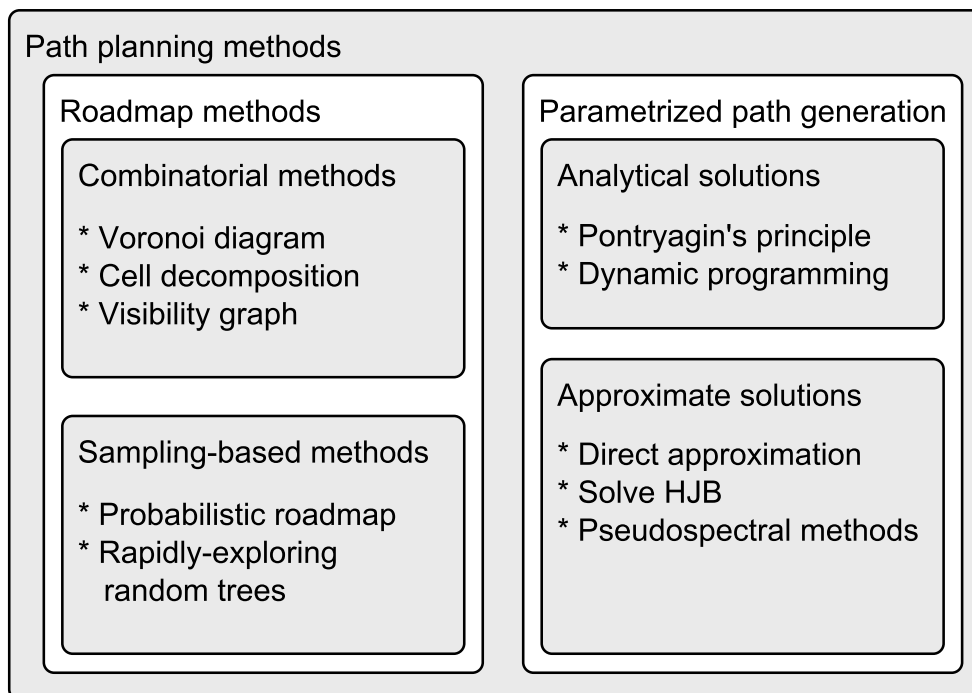 Path planning methods
Roadmap methods
Combinatorial methods
* Voronoi diagram
* Cell decomposition
* Visibility graph
Sampling-based methods
* Probabilistic roadmap
* Rapidly-exploring
random trees
Parametrized path generation
Analytical solutions
* Pontryagin's principle
* Dynamic programming
Approximate solutions
* Direct approximation
* Solve HJB
* Pseudospectral methods